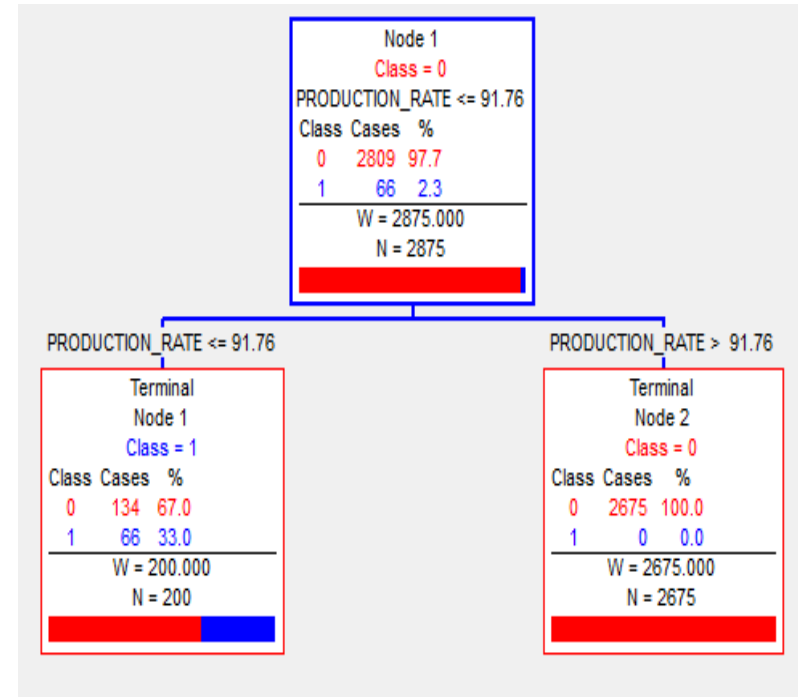 Node 1
Class = 0
PRODUCTION_RATE <= 91.76
Class Cases %
0 2809 97.7
1 66 2.3
W = 2875.000
N = 2875
PRODUCTION_RATE <= 91.76
PRODUCTION_RATE > 91.76
Terminal
Node 1
Class = 1
Class Cases %
0 134 67.0
1 66 33.0
W = 200.000
N = 200
Terminal
Node 2
Class = 0
Class Cases %
0 2675 100.0
1 0 0.0
W = 2675.000
N = 2675